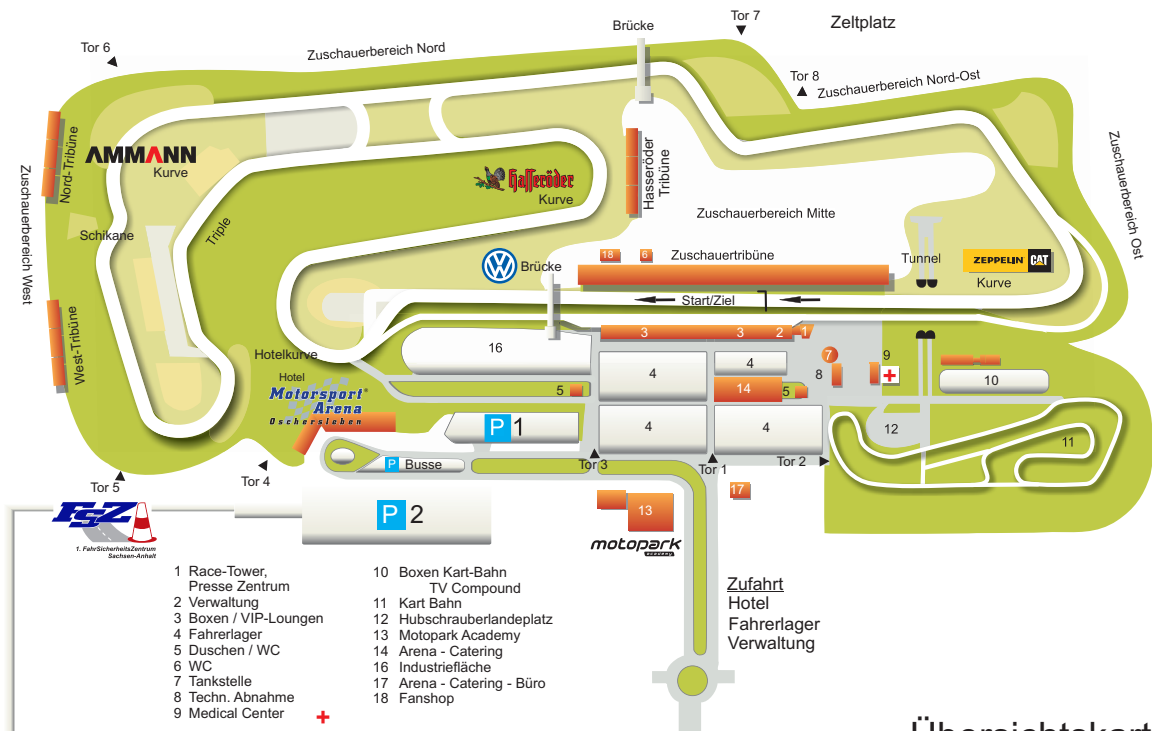 Tor 7
Zeltplatz
Brücke
Tor 6
Zuschauerbereich Nord
Tor 8
Zuschauerbereich Nord-Ost
Nord-Tribüne
AMMANN
Kurve
Hasseröder
Kurve
Hasseröder
Tribüne
Zuschauerbereich Ost
Zuschauerbereich West
Zuschauerbereich Mitte
Schikane
Triple
VW
Brücke
18
6
Zuschauertribüne
Tunnel
ZEPPELIN CAT
Kurve
Start/Ziel
West-Tribüne
3
3
2
1
16
Hotelkurve
Hotel
Motorsport®
Arena
Oschersleben
4
4
7
8
9
10
5
14
5
P 1
4
4
12
11
P Busse
Tor 3
Tor 1
Tor 2
Tor 5
Tor 4
17
FSZ
1. FahrSicherheitsZentrum
Sachsen-Anhalt
P 2
13
motopark
academy
1 Race-Tower,
Presse Zentrum
2 Verwaltung
3 Boxen / VIP-Loungen
4 Fahrerlager
5 Duschen / WC
6 WC
7 Tankstelle
8 Techn. Abnahme
9 Medical Center
10 Boxen Kart-Bahn
TV Compound
11 Kart Bahn
12 Hubschrauberlandeplatz
13 Motopark Academy
14 Arena - Catering
16 Industriefläche
17 Arena - Catering - Büro
18 Fanshop
Zufahrt
Hotel
Fahrerlager
Verwaltung
Übersichtskart